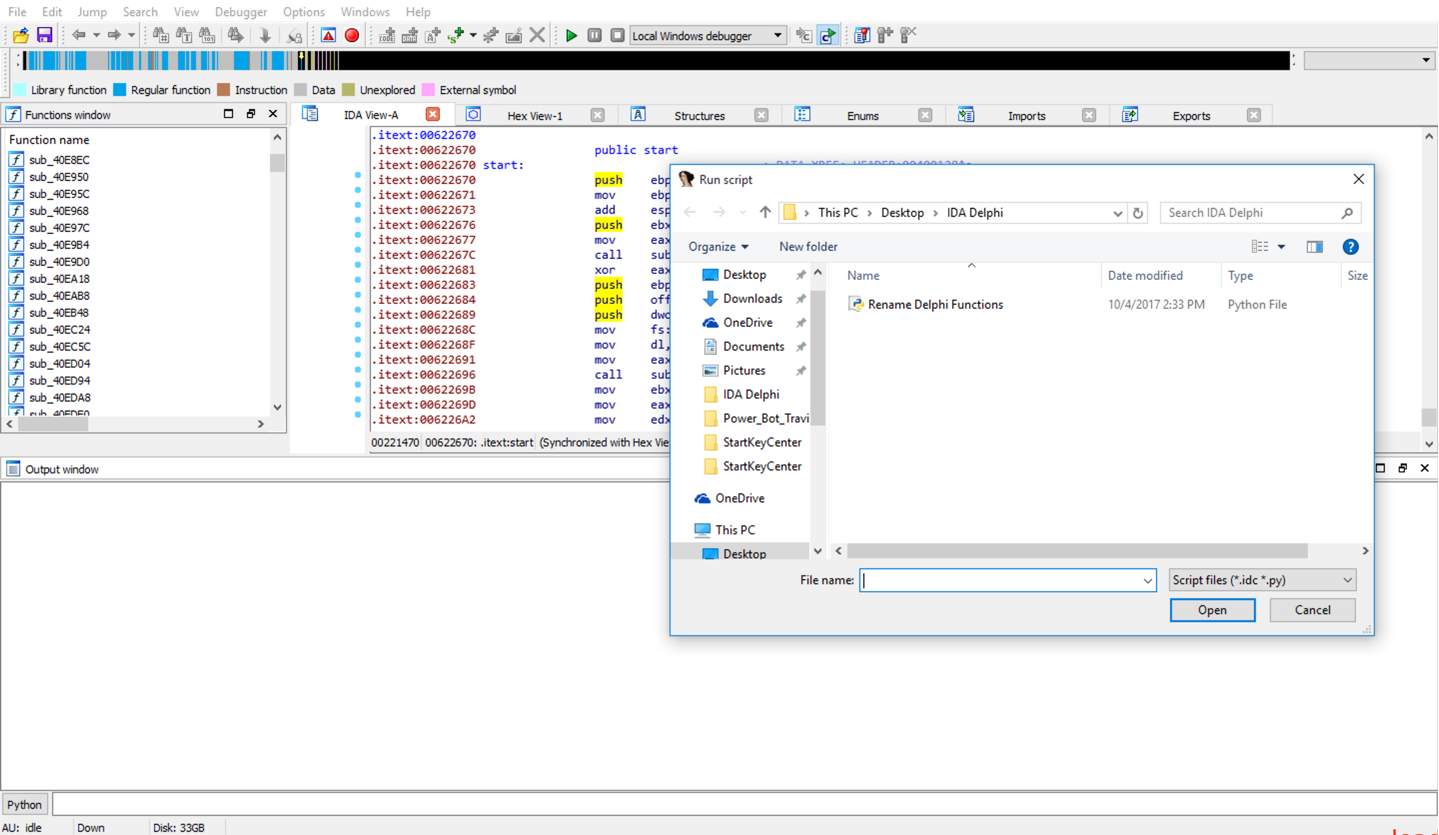 File Edit Jump Search View Debugger Options Windows Help
Local Windows debugger
Library function Regular function Instruction Data Unexplored External symbol
Functions window
IDA View-A Hex View-1 Structures Enums Imports Exports
Function name
sub_40E8EC
sub_40E950
sub_40E95C
sub_40E968
sub_40E97C
sub_40E9B4
sub_40E9D0
sub_40EA18
sub_40EAB8
sub_40EB48
sub_40EC24
sub_40EC5C
sub_40ED04
sub_40ED94
sub_40EDA8
sub_40EDE0
.itext:00622670
.itext:00622670 public start
.itext:00622670 start: ; DATA XREF: HEADER:00400128↑o
.itext:00622670 push ebp
.itext:00622671 mov ebp
.itext:00622673 add esp
.itext:00622676 push ebx
.itext:00622677 mov eax
.itext:0062267C call sub
.itext:00622681 xor eax
.itext:00622683 push ebp
.itext:00622684 push off
.itext:00622689 push dwo
.itext:0062268C mov fs:
.itext:0062268F mov dl,
.itext:00622691 mov eax
.itext:00622696 call sub
.itext:0062269B mov ebx
.itext:0062269D mov eax
.itext:006226A2 mov edx
00221470 00622670: .itext:start (Synchronized with Hex Vie
Run script
This PC > Desktop > IDA Delphi
Search IDA Delphi
Organize New folder
Name Date modified Type Size
Rename Delphi Functions 10/4/2017 2:33 PM Python File
Desktop
Downloads
OneDrive
Documents
Pictures
IDA Delphi
Power_Bot_Travi
StartKeyCenter
StartKeyCenter
OneDrive
This PC
Desktop
File name: Script files (*.idc *.py)
Open Cancel
Output window
Python
AU: idle Down Disk: 33GB